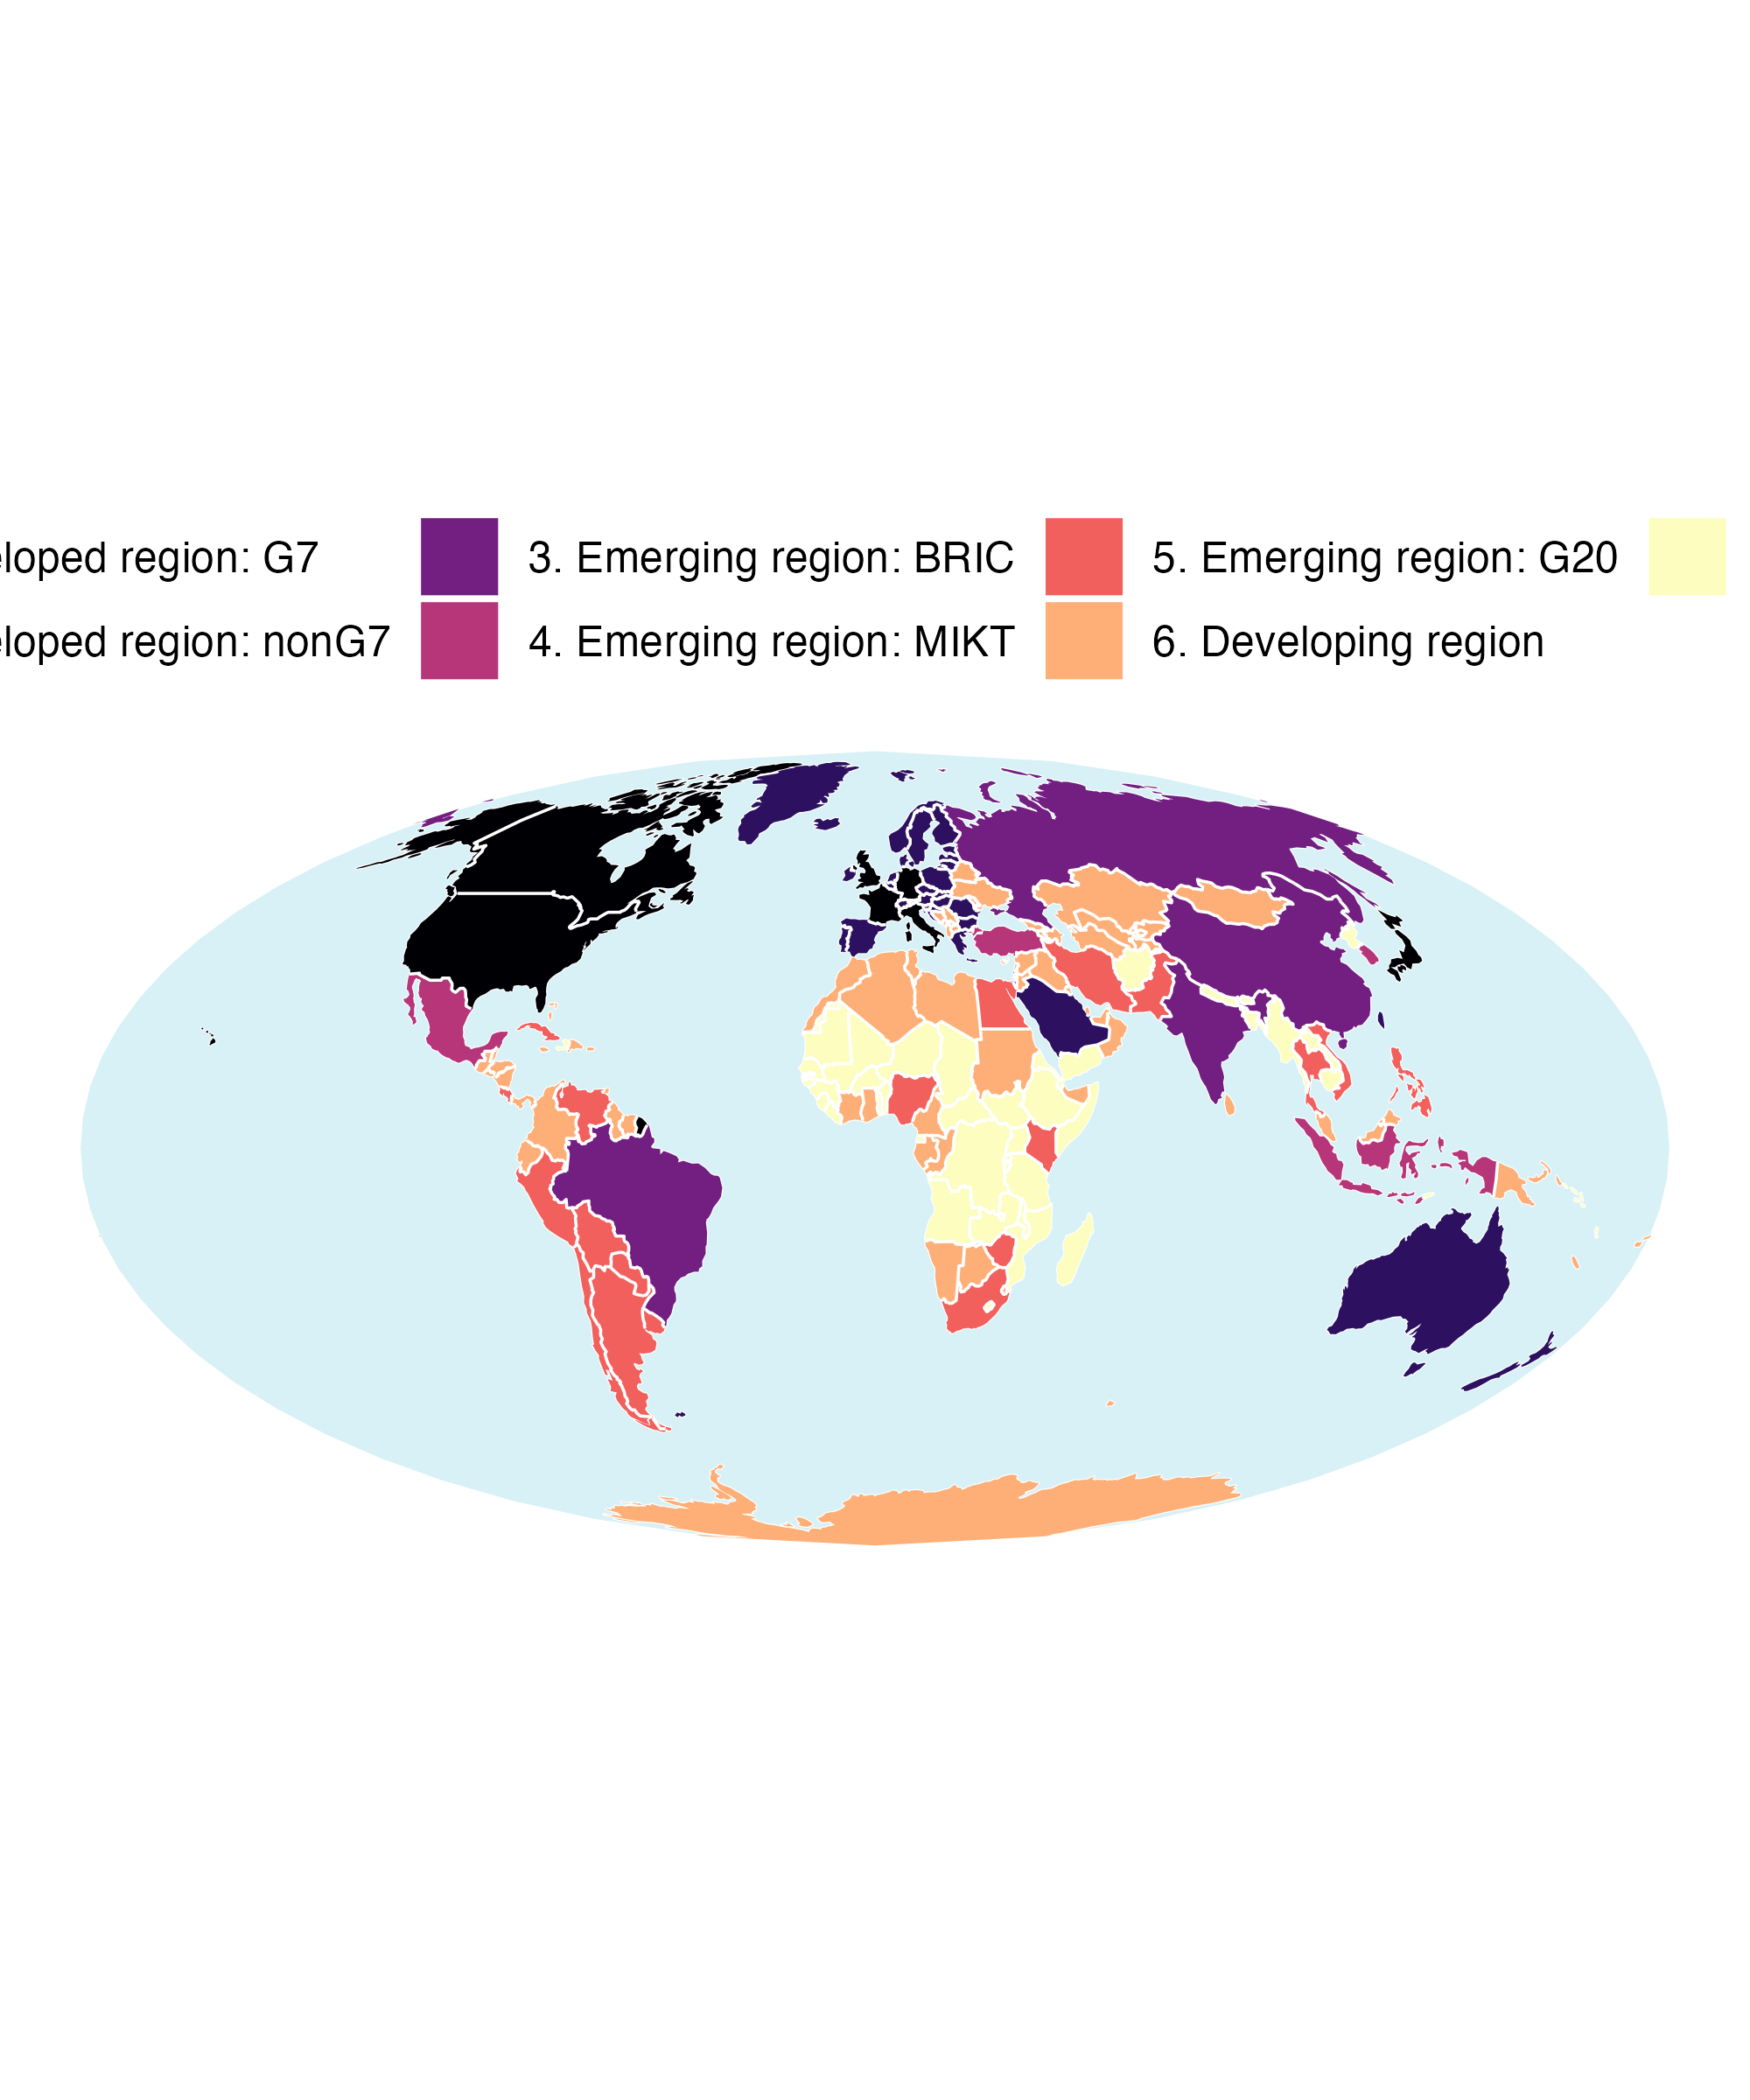 eloped region: G7 3. Emerging region: BRIC 5. Emerging region: G20
eloped region: nonG7 4. Emerging region: MIKT 6. Developing region